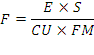 F = E × S / CU × FM